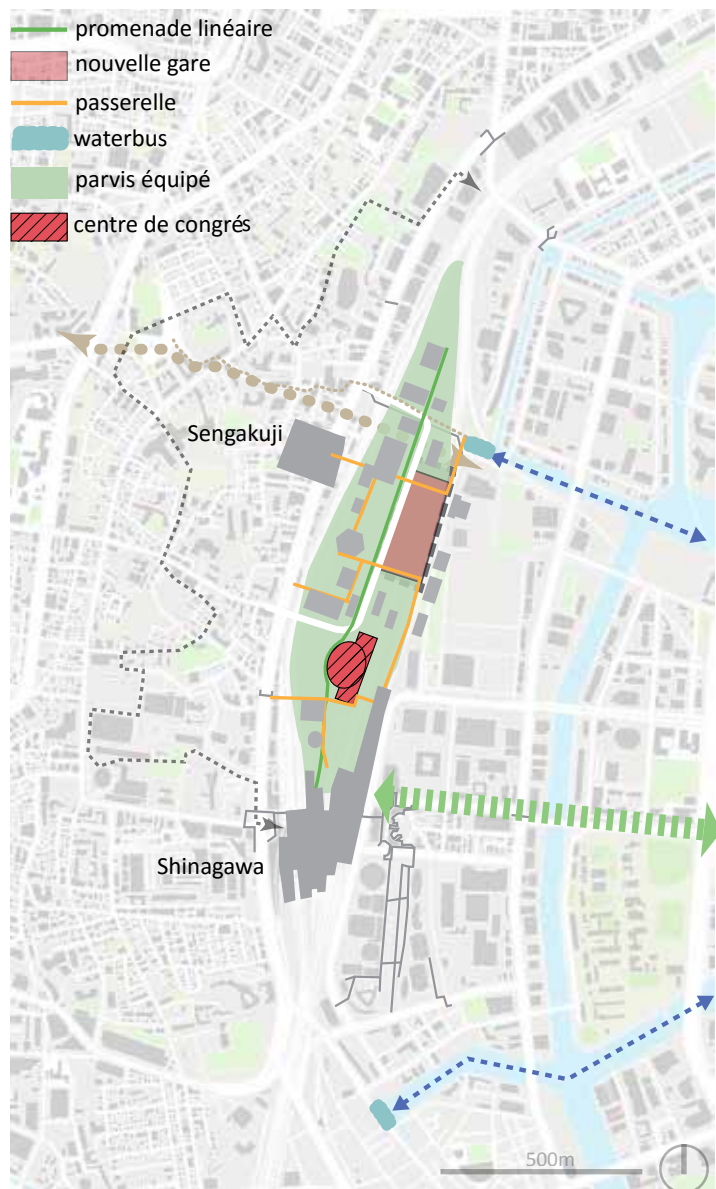 promenade linéaire
nouvelle gare
passerelle
waterbus
parvis équipé
centre de congrés
Sengakuji
Shinagawa
500m